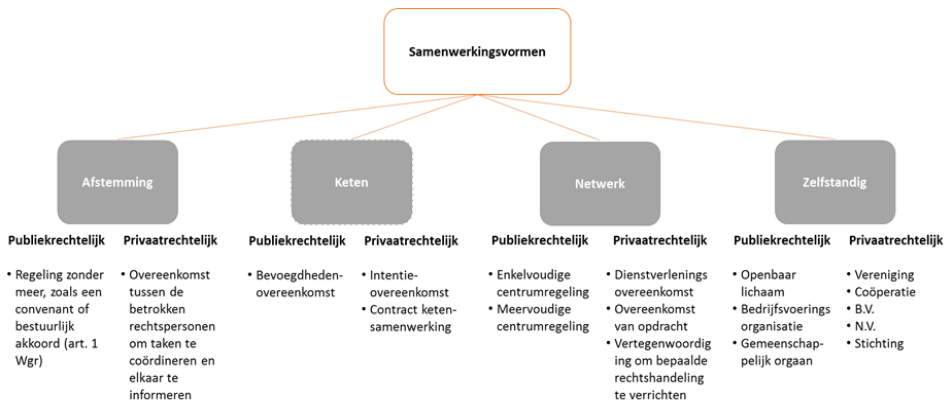 Samenwerkingsvormen
Afstemming
Keten
Netwerk
Zelfstandig
Publiekrechtelijk
• Regeling zonder
meer, zoals een
convenant of
bestuurlijk
akkoord (art. 1
Wgr)
Privaatrechtelijk
• Overeenkomst
tussen de
betrokken
rechtspersonen
om taken te
coördineren en
elkaar te
informeren
Publiekrechtelijk
• Bevoegdheden-
overeenkomst
Privaatrechtelijk
• Intentie-
overeenkomst
• Contract keten-
samenwerking
Publiekrechtelijk
• Enkelvoudige
centrumregeling
• Meervoudige
centrumregeling
Privaatrechtelijk
• Dienstverlenings
overeenkomst
• Overeenkomst
van opdracht
• Vertegenwoordig
ing om bepaalde
rechtshandeling
te verrichten
Publiekrechtelijk
• Openbaar
lichaam
• Bedrijfsvoerings
organisatie
• Gemeenschap-
pelijk orgaan
Privaatrechtelijk
• Vereniging
• Coöperatie
• B.V.
• N.V.
• Stichting